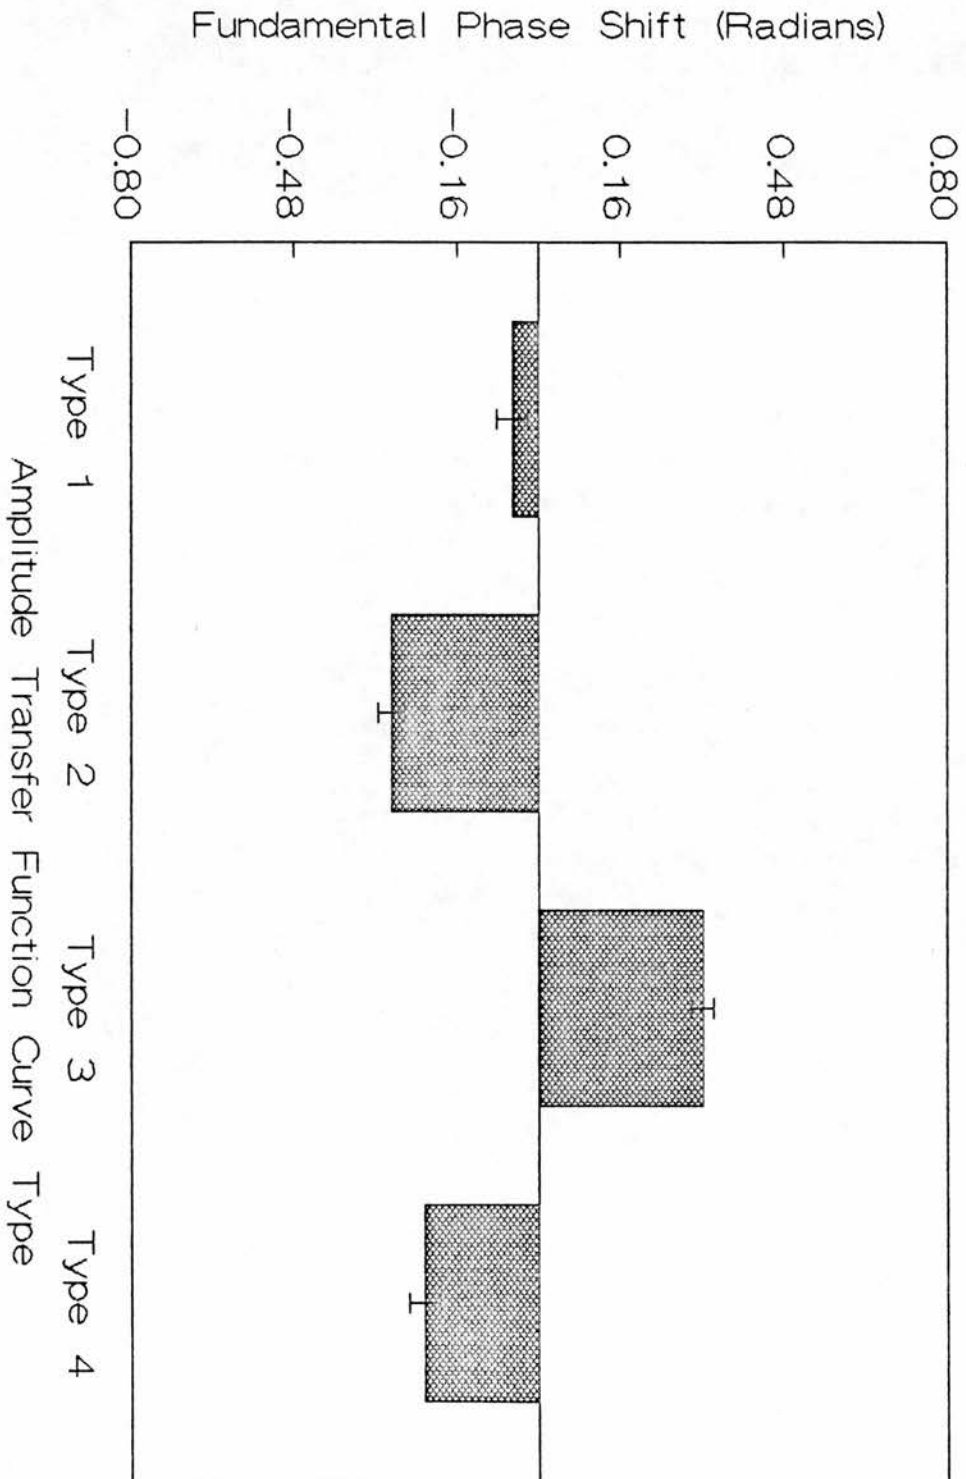 Fundamental Phase Shift (Radians)
0.80
0.48
0.16
-0.16
-0.48
-0.80
Type 1
Type 2
Type 3
Type 4
Amplitude Transfer Function Curve Type